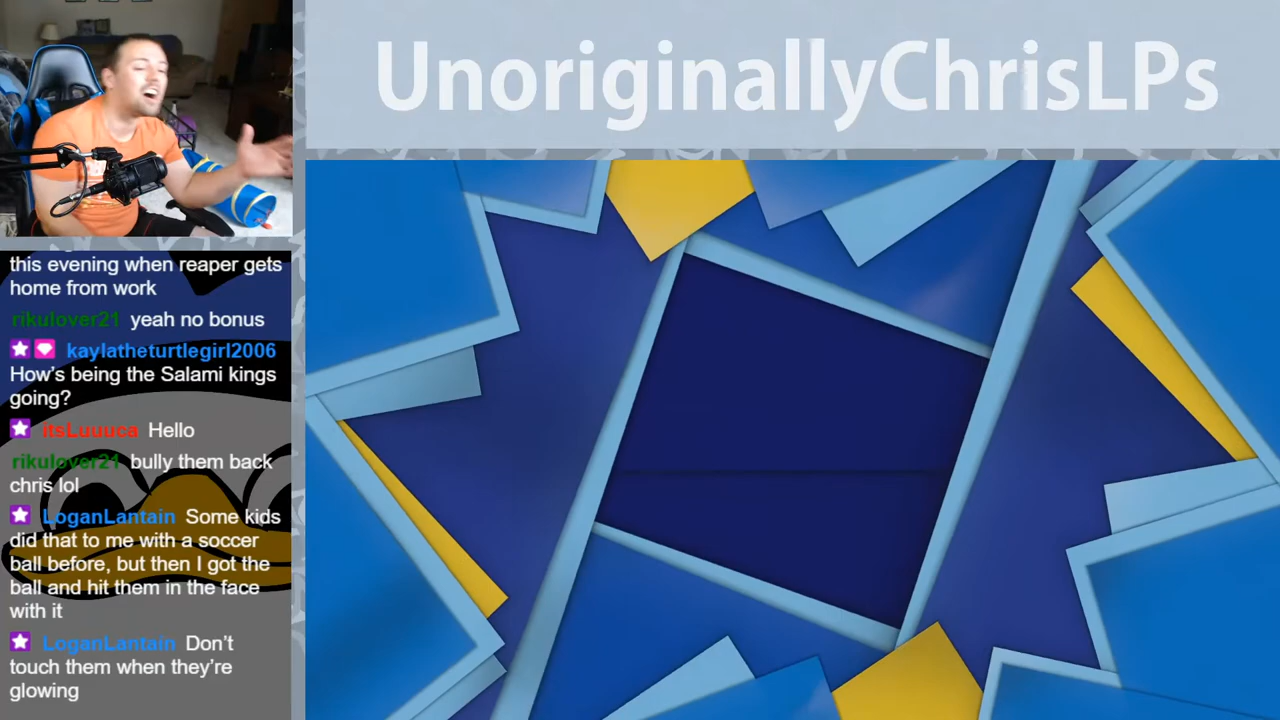 UnoriginallyChrisLPs
this evening when reaper gets
home from work
rikulover21 yeah no bonus
kaylatheturtlegirl2006
How's being the Salami kings
going?
itsLuuuca Hello
rikulover21 bully them back
chris lol
LoganLantain Some kids
did that to me with a soccer
ball before, but then I got the
ball and hit them in the face
with it
LoganLantain Don't
touch them when they're
glowing